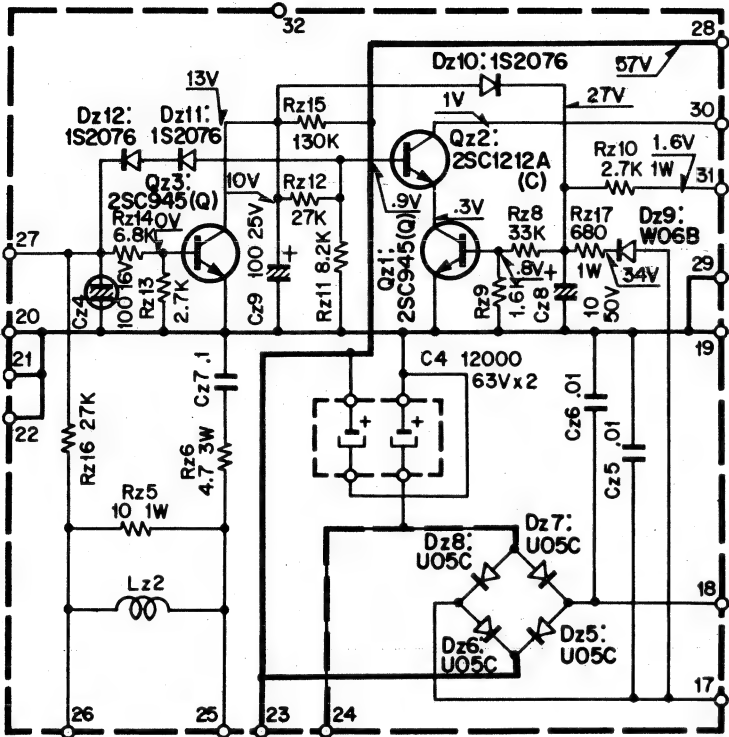 32
28
57V
13V
Dz10:1S2076
27V
1V
30
Dz12:
1S2076
Dz11:
1S2076
Rz15
130K
Qz2:
2SC1212A
(C)
Rz10
2.7K
1.6V
1W
31
Qz3:
2SC945(Q)
10V
Rz12
27K
.9V
.3V
27
Rz14
6.8K
0V
Rz8
33K
Rz17
680
1W
Dz9:
W06B
34V
29
Cz4
100 16V
Rz13
2.7K
Cz9
100 25V
+
Rz11 8.2K
Qz1:
2SC945(Q)
Rz9
1.6K
.8V
+
Cz8
10
50V
20
19
21
22
Cz7 .1
C4 12000
63Vx2
+
+
Cz6 .01
Cz5 .01
Rz16 27K
Rz6
4.7 3W
Rz5
10 1W
Lz2
Dz8:
U05C
Dz7:
U05C
18
Dz6:
U05C
Dz5:
U05C
17
26
25
23
24